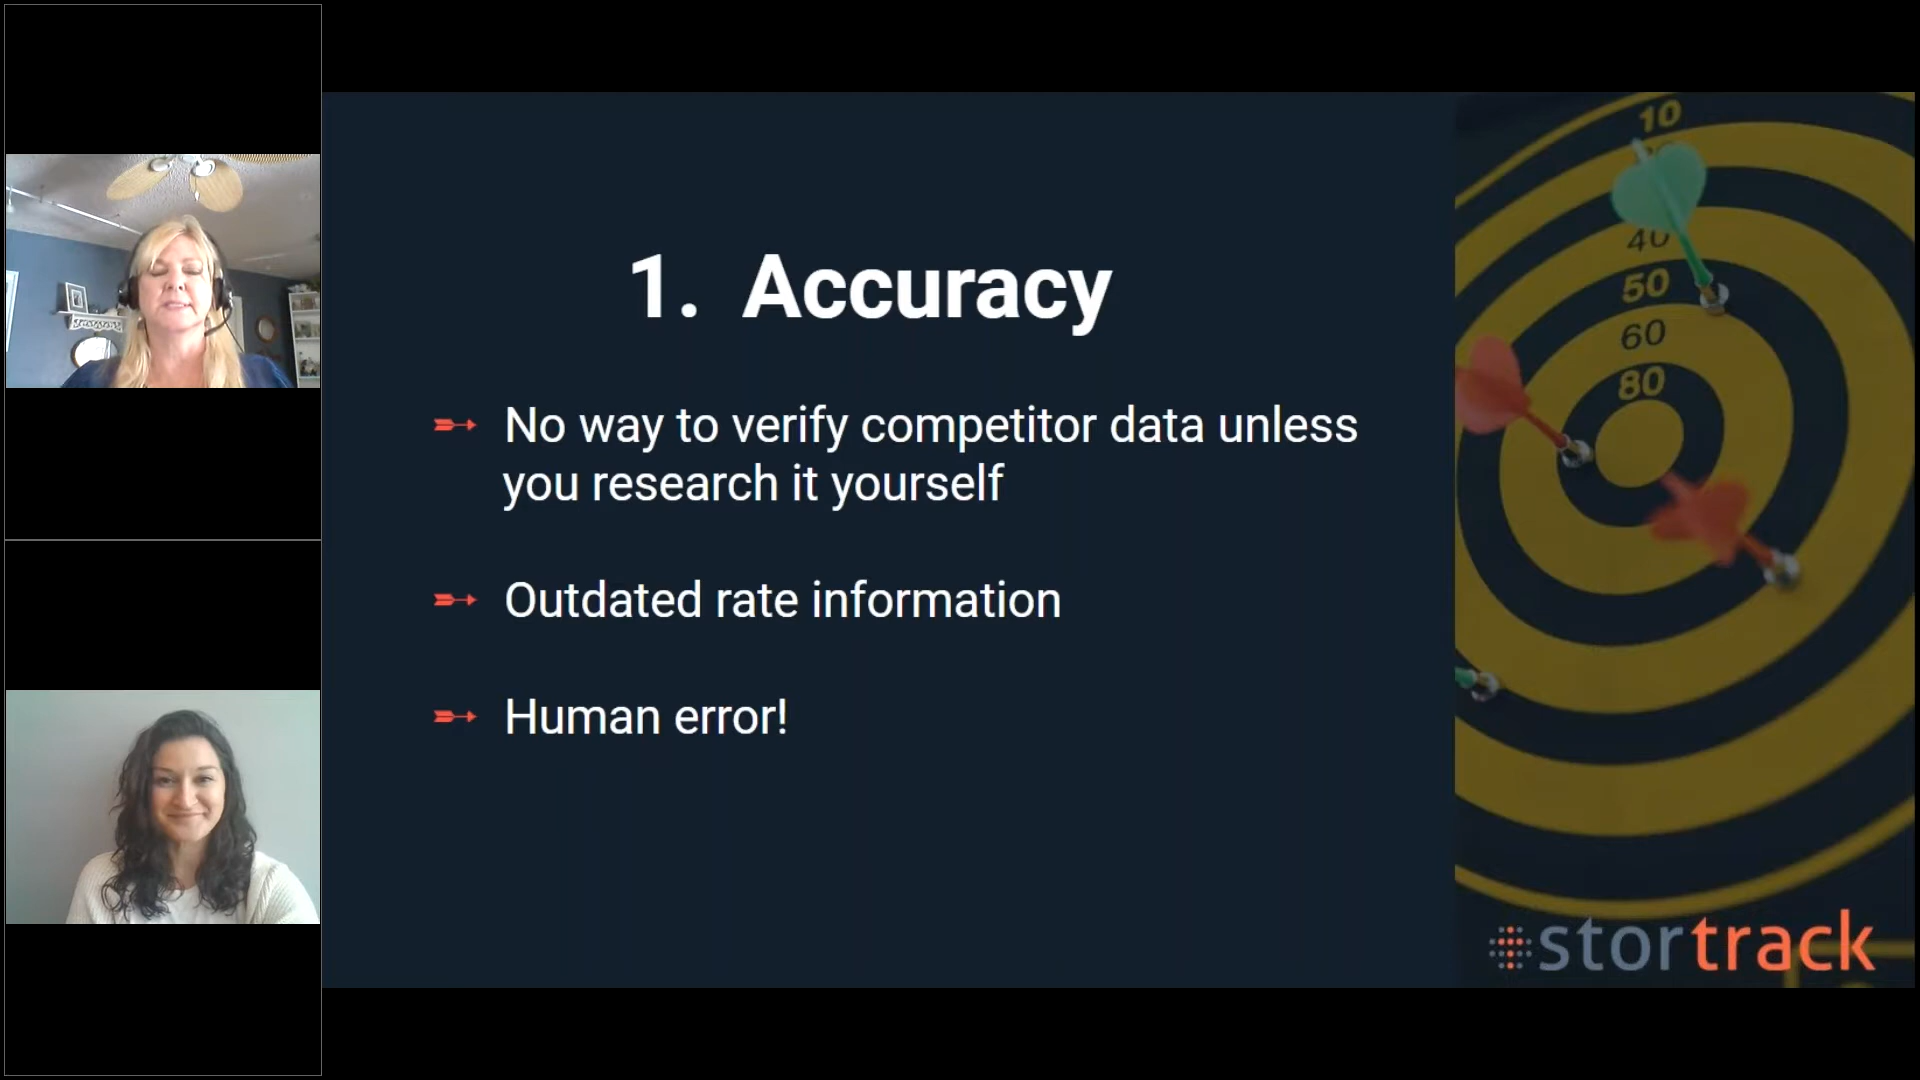 1. Accuracy
No way to verify competitor data unless
you research it yourself
Outdated rate information
Human error!
10
40
50
60
80
stortrack